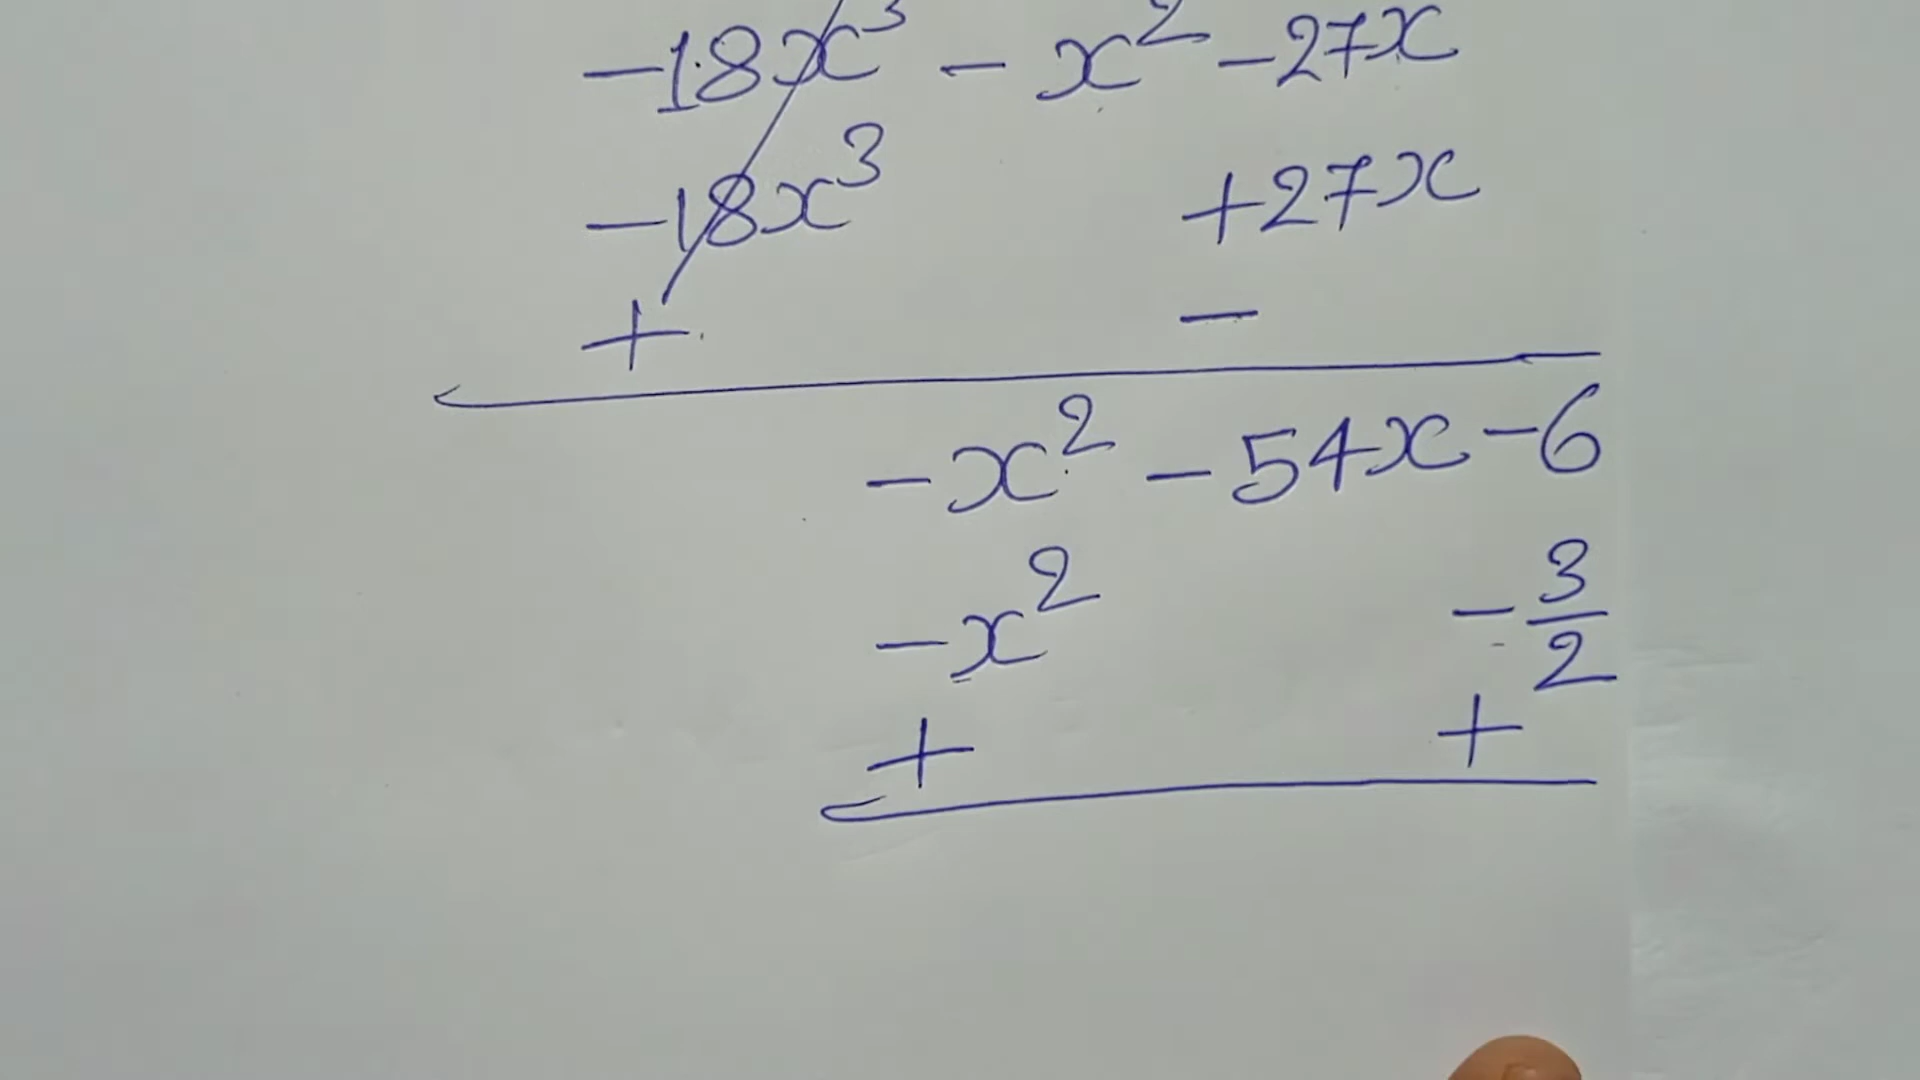 -18x³ - x² - 27x
-18x³ +27x
+ -
-x² - 54x - 6
-x² - 3/2
+ +